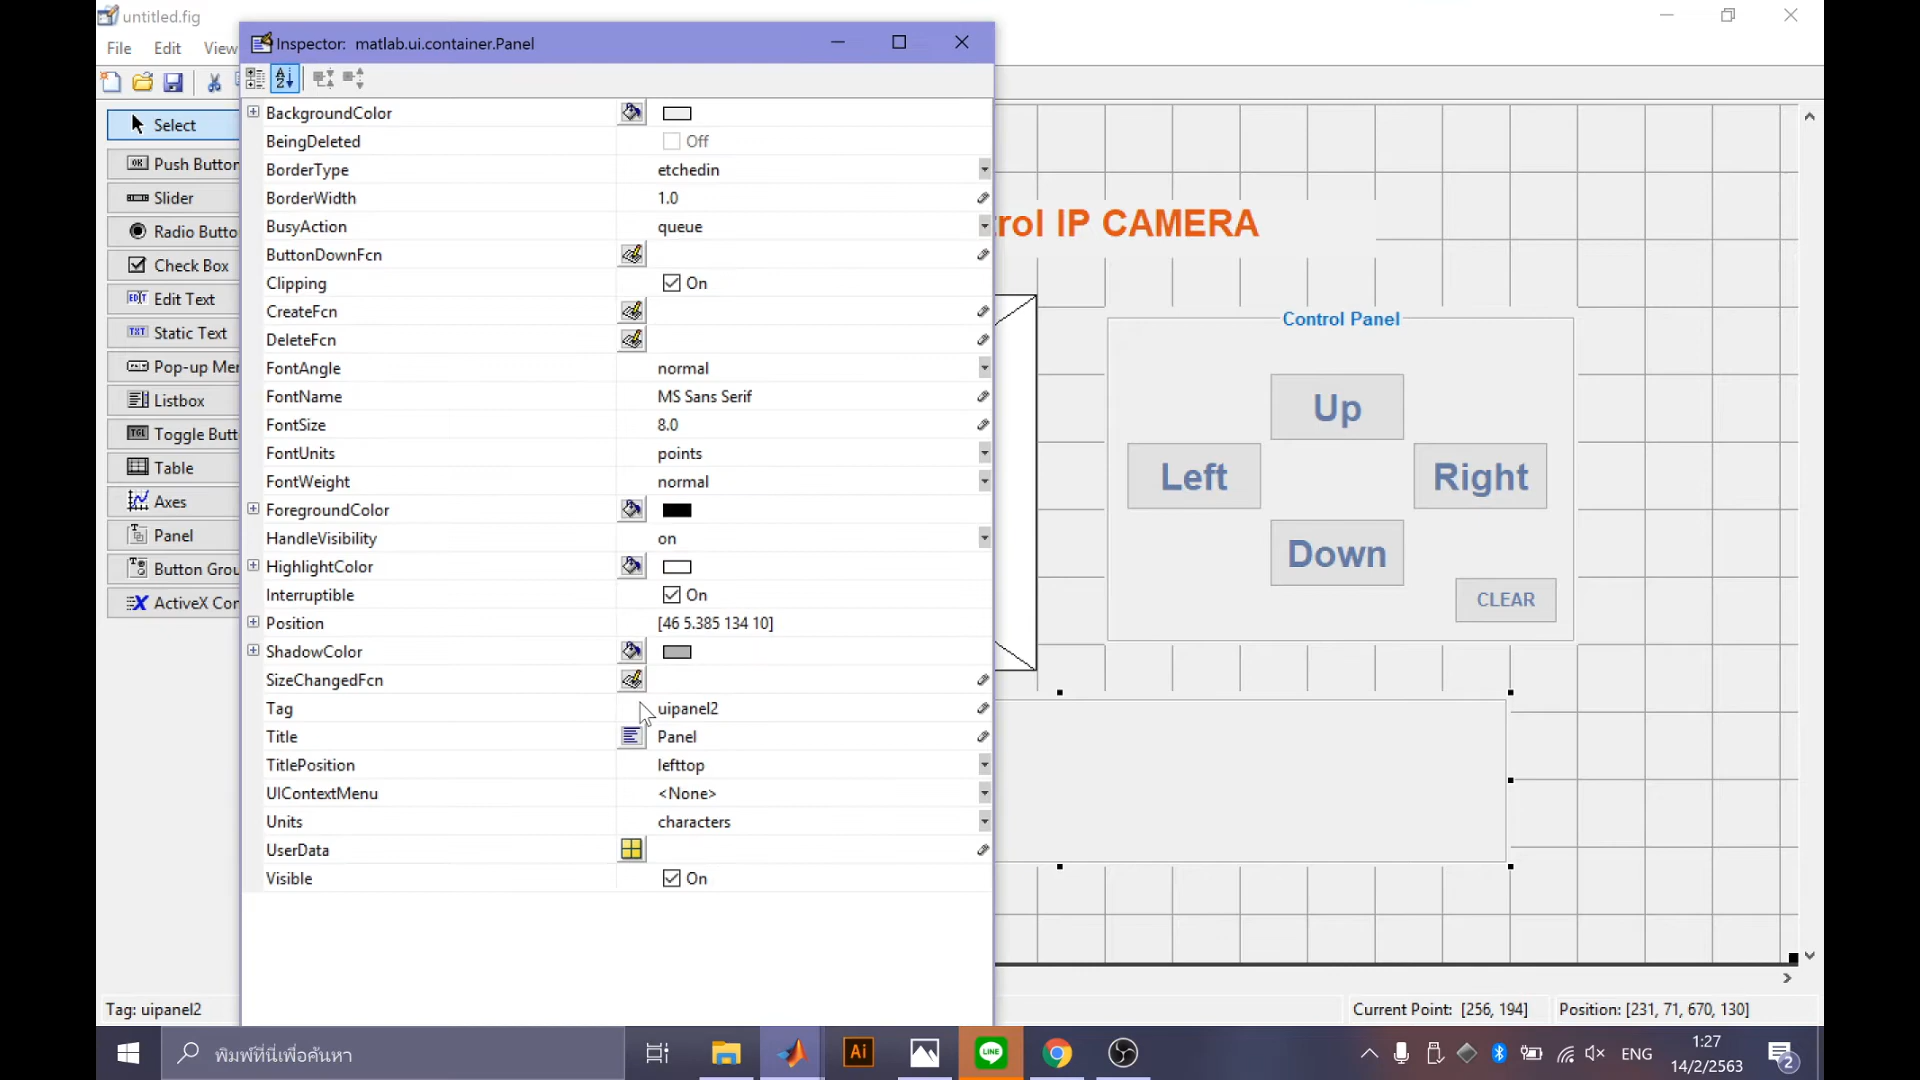 untitled.fig
File Edit View
Inspector: matlab.ui.container.Panel
Select
Push Button
Slider
Radio Butto
Check Box
Edit Text
Static Text
Pop-up Mer
Listbox
Toggle Butt
Table
Axes
Panel
Button Grou
ActiveX Con
BackgroundColor
BeingDeleted Off
BorderType etchedin
BorderWidth 1.0
BusyAction queue
ButtonDownFcn
Clipping On
CreateFcn
DeleteFcn
FontAngle normal
FontName MS Sans Serif
FontSize 8.0
FontUnits points
FontWeight normal
ForegroundColor
HandleVisibility on
HighlightColor
Interruptible On
Position [46 5.385 134 10]
ShadowColor
SizeChangedFcn
Tag uipanel2
Title Panel
TitlePosition lefttop
UIContextMenu <None>
Units characters
UserData
Visible On
rol IP CAMERA
Control Panel
Up
Left Right
Down
CLEAR
Tag: uipanel2
Current Point: [256, 194] Position: [231, 71, 670, 130]
พิมพ์ที่นี่เพื่อค้นหา
Ai
LINE
ENG
1:27
14/2/2563
2